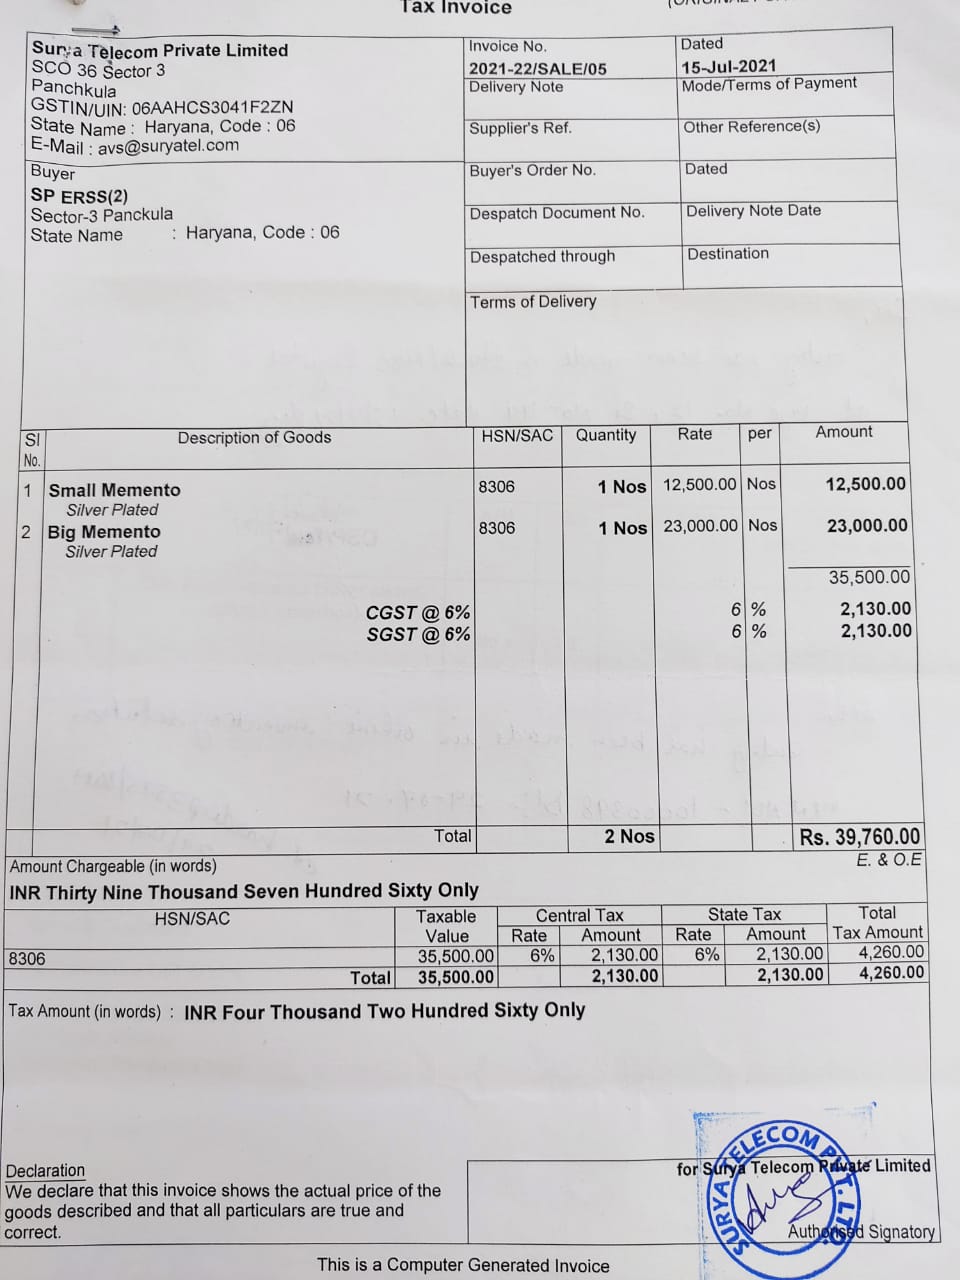 Tax Invoice
Surya Telecom Private Limited
SCO 36 Sector 3
Panchkula
GSTIN/UIN: 06AAHCS3041F2ZN
State Name : Haryana, Code : 06
E-Mail : avs@suryatel.com
Invoice No.
2021-22/SALE/05
Dated
15-Jul-2021
Delivery Note
Mode/Terms of Payment
Supplier's Ref.
Other Reference(s)
Buyer
SP ERSS(2)
Sector-3 Panckula
State Name : Haryana, Code : 06
Buyer's Order No.
Dated
Despatch Document No.
Delivery Note Date
Despatched through
Destination
Terms of Delivery
Sl No. Description of Goods HSN/SAC Quantity Rate per Amount
1 Small Memento 8306 1 Nos 12,500.00 Nos 12,500.00
Silver Plated
2 Big Memento 8306 1 Nos 23,000.00 Nos 23,000.00
Silver Plated
35,500.00
CGST @ 6% 6 % 2,130.00
SGST @ 6% 6 % 2,130.00
Total 2 Nos Rs. 39,760.00
Amount Chargeable (in words) E. & O.E
INR Thirty Nine Thousand Seven Hundred Sixty Only
HSN/SAC Taxable Value Central Tax State Tax Total Tax Amount
Rate Amount Rate Amount
8306 35,500.00 6% 2,130.00 6% 2,130.00 4,260.00
Total 35,500.00 2,130.00 2,130.00 4,260.00
Tax Amount (in words) : INR Four Thousand Two Hundred Sixty Only
Declaration
We declare that this invoice shows the actual price of the
goods described and that all particulars are true and
correct.
for Surya Telecom Private Limited
SURYA TELECOM PVT. LTD.
Authorised Signatory
This is a Computer Generated Invoice